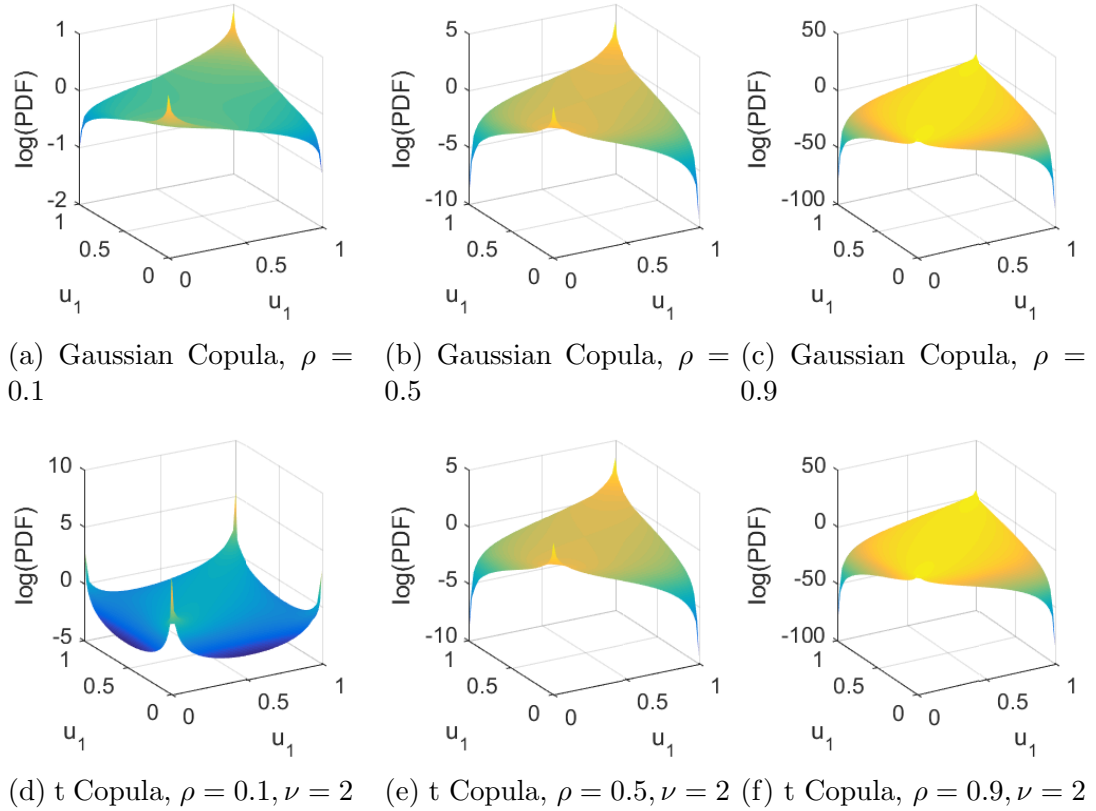 1
0
-1
-2
log(PDF)
1
0.5
0
0
0.5
1
u1
u1
5
0
-5
-10
log(PDF)
1
0.5
0
0
0.5
1
u1
u1
50
0
-50
-100
log(PDF)
1
0.5
0
0
0.5
1
u1
u1
(a) Gaussian Copula, ρ =
0.1
(b) Gaussian Copula, ρ =
0.5
(c) Gaussian Copula, ρ =
0.9
10
5
0
-5
log(PDF)
1
0.5
0
0
0.5
1
u1
u1
5
0
-5
-10
log(PDF)
1
0.5
0
0
0.5
1
u1
u1
50
0
-50
-100
log(PDF)
1
0.5
0
0
0.5
1
u1
u1
(d) t Copula, ρ = 0.1, ν = 2
(e) t Copula, ρ = 0.5, ν = 2
(f) t Copula, ρ = 0.9, ν = 2